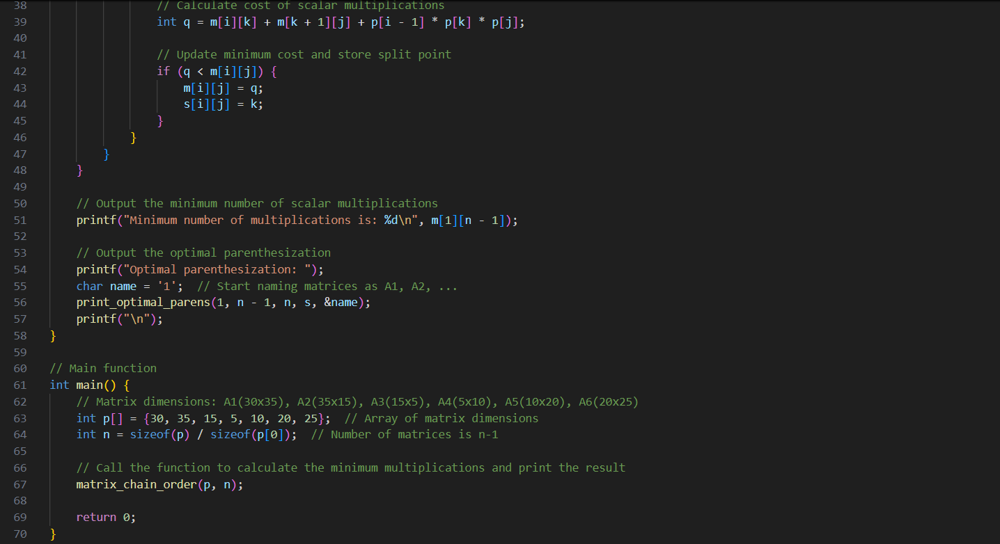 38 // Calculate cost of scalar multiplications
39 int q = m[i][k] + m[k + 1][j] + p[i - 1] * p[k] * p[j];
40
41 // Update minimum cost and store split point
42 if (q < m[i][j]) {
43 m[i][j] = q;
44 s[i][j] = k;
45 }
46 }
47 }
48 }
49
50 // Output the minimum number of scalar multiplications
51 printf("Minimum number of multiplications is: %d\n", m[1][n - 1]);
52
53 // Output the optimal parenthesization
54 printf("Optimal parenthesization: ");
55 char name = '1';  // Start naming matrices as A1, A2, ...
56 print_optimal_parens(1, n - 1, n, s, &name);
57 printf("\n");
58 }
59
60 // Main function
61 int main() {
62 // Matrix dimensions: A1(30x35), A2(35x15), A3(15x5), A4(5x10), A5(10x20), A6(20x25)
63 int p[] = {30, 35, 15, 5, 10, 20, 25};  // Array of matrix dimensions
64 int n = sizeof(p) / sizeof(p[0]);  // Number of matrices is n-1
65
66 // Call the function to calculate the minimum multiplications and print the result
67 matrix_chain_order(p, n);
68
69 return 0;
70 }